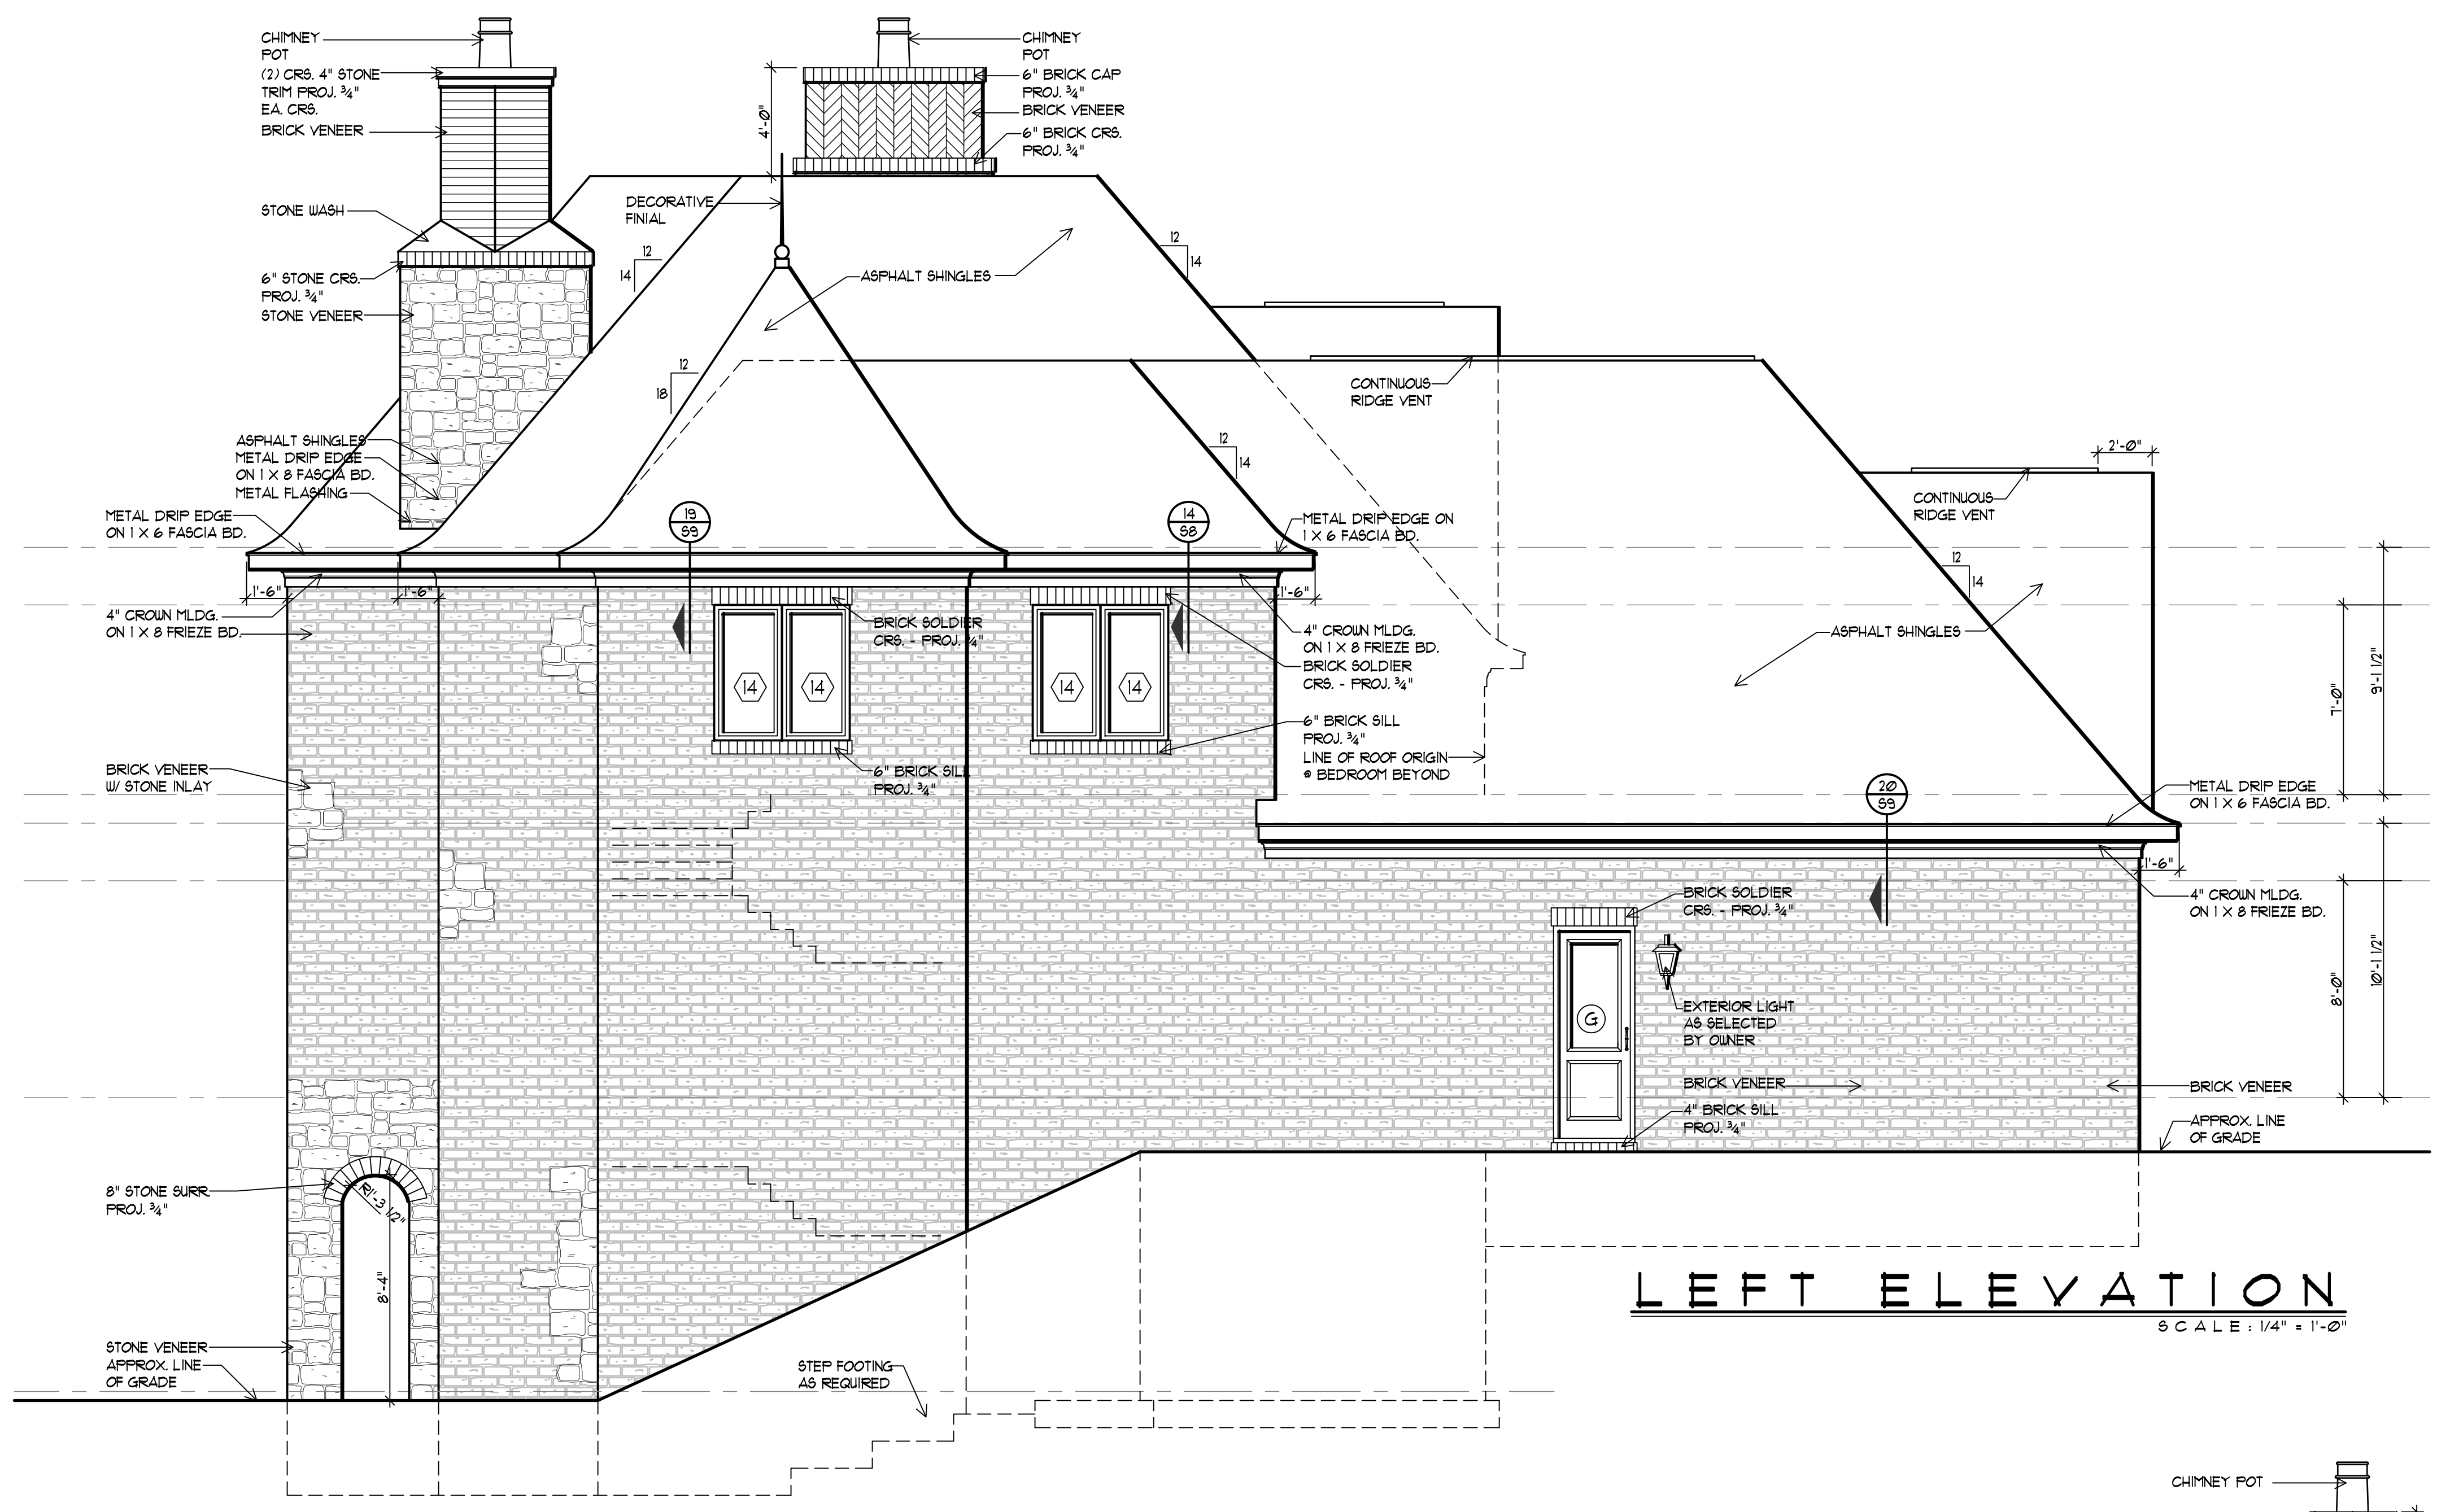 CHIMNEY
POT
(2) CRS. 4" STONE
TRIM PROJ. ¾"
EA. CRS.
BRICK VENEER
STONE WASH
6" STONE CRS.
PROJ. ¾"
STONE VENEER
ASPHALT SHINGLES
METAL DRIP EDGE
ON 1 X 8 FASCIA BD.
METAL FLASHING
METAL DRIP EDGE
ON 1 X 6 FASCIA BD.
1'-6"
1'-6"
4" CROWN MLDG.
ON 1 X 8 FRIEZE BD.
BRICK VENEER
W/ STONE INLAY
8" STONE SURR.
PROJ. ¾"
R1'-3 1/2"
8'-4"
STONE VENEER
APPROX. LINE
OF GRADE
CHIMNEY
POT
6" BRICK CAP
PROJ. ¾"
BRICK VENEER
6" BRICK CRS.
PROJ. ¾"
4'-0"
DECORATIVE
FINIAL
12
14
12
18
ASPHALT SHINGLES
12
14
12
14
19
S9
14
S8
BRICK SOLDIER
CRS. - PROJ. ¾"
14
14
14
14
6" BRICK SILL
PROJ. ¾"
CONTINUOUS
RIDGE VENT
METAL DRIP EDGE ON
1 X 6 FASCIA BD.
1'-6"
4" CROWN MLDG.
ON 1 X 8 FRIEZE BD.
BRICK SOLDIER
CRS. - PROJ. ¾"
6" BRICK SILL
PROJ. ¾"
LINE OF ROOF ORIGIN
@ BEDROOM BEYOND
2'-0"
CONTINUOUS
RIDGE VENT
12
14
ASPHALT SHINGLES
7'-0"
9'-1 1/2"
20
S9
METAL DRIP EDGE
ON 1 X 6 FASCIA BD.
1'-6"
4" CROWN MLDG.
ON 1 X 8 FRIEZE BD.
BRICK SOLDIER
CRS. - PROJ. ¾"
G
EXTERIOR LIGHT
AS SELECTED
BY OWNER
BRICK VENEER
4" BRICK SILL
PROJ. ¾"
8'-0"
10'-1 1/2"
BRICK VENEER
APPROX. LINE
OF GRADE
STEP FOOTING
AS REQUIRED
LEFT ELEVATION
SCALE: 1/4" = 1'-0"
CHIMNEY POT